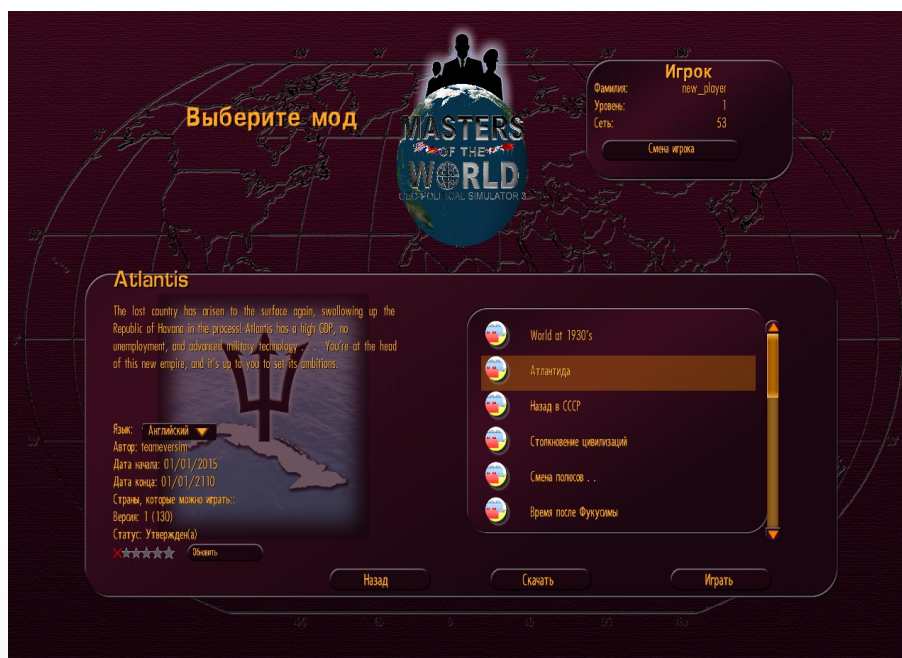 Выберите мод
MASTERS
OF THE
WORLD
GEO POLITICAL SIMULATOR 3
Игрок
Фамилия: new_player
Уровень: 1
Сеть: 53
Смена игрока
Atlantis
The lost country has arisen to the surface again, swallowing up the
Republic of Havana in the process! Atlantis has a high GDP, no
unemployment, and advanced military technology . . . You're at the head
of this new empire, and it's up to you to set its ambitions.
Язык: Английский
Автор: teameversim
Дата начала: 01/01/2015
Дата конца: 01/01/2110
Страны, которые можно играть::
Версия: 1 (130)
Статус: Утвержден(а)
Обновить
World at 1930's
Атлантида
Назад в СССР
Столкновение цивилизаций
Смена полюсов . .
Время после Фукусимы
Назад
Скачать
Играть